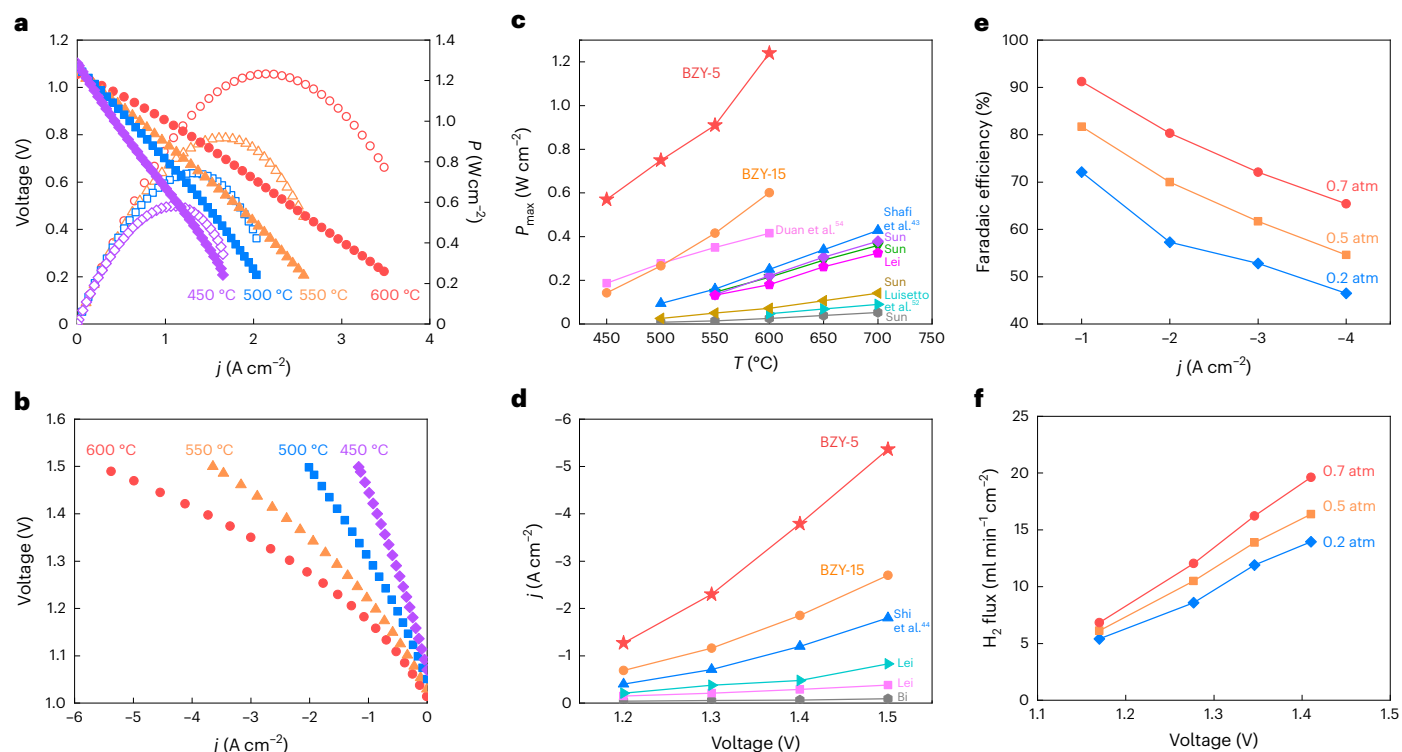 a
1.2
1.0
0.8
0.6
0.4
0.2
0
0 1 2 3 4
1.4
1.2
1.0
0.8
0.6
0.4
0.2
0
Voltage (V)
P (W cm⁻²)
450 °C 500 °C 550 °C 600 °C
j (A cm⁻²)
b
1.6
1.5
1.4
1.3
1.2
1.1
1.0
–6 –5 –4 –3 –2 –1 0
Voltage (V)
600 °C 550 °C 500 °C 450 °C
j (A cm⁻²)
c
1.2
1.0
0.8
0.6
0.4
0.2
0
450 500 550 600 650 700 750
Pmax (W cm⁻²)
BZY-5
BZY-15
Duan et al.⁵⁴
Shafi
et al.⁴³
Sun
Sun
Lei
Sun
Luisetto
et al.⁵²
Sun
T (°C)
d
–6
–5
–4
–3
–2
–1
0
1.2 1.3 1.4 1.5
j (A cm⁻²)
BZY-5
BZY-15
Shi
et al.⁴⁴
Lei
Lei
Bi
Voltage (V)
e
100
90
80
70
60
50
40
–1 –2 –3 –4
Faradaic efficiency (%)
0.7 atm
0.5 atm
0.2 atm
j (A cm⁻²)
f
25
20
15
10
5
0
1.1 1.2 1.3 1.4 1.5
H₂ flux (ml min⁻¹ cm⁻²)
0.7 atm
0.5 atm
0.2 atm
Voltage (V)